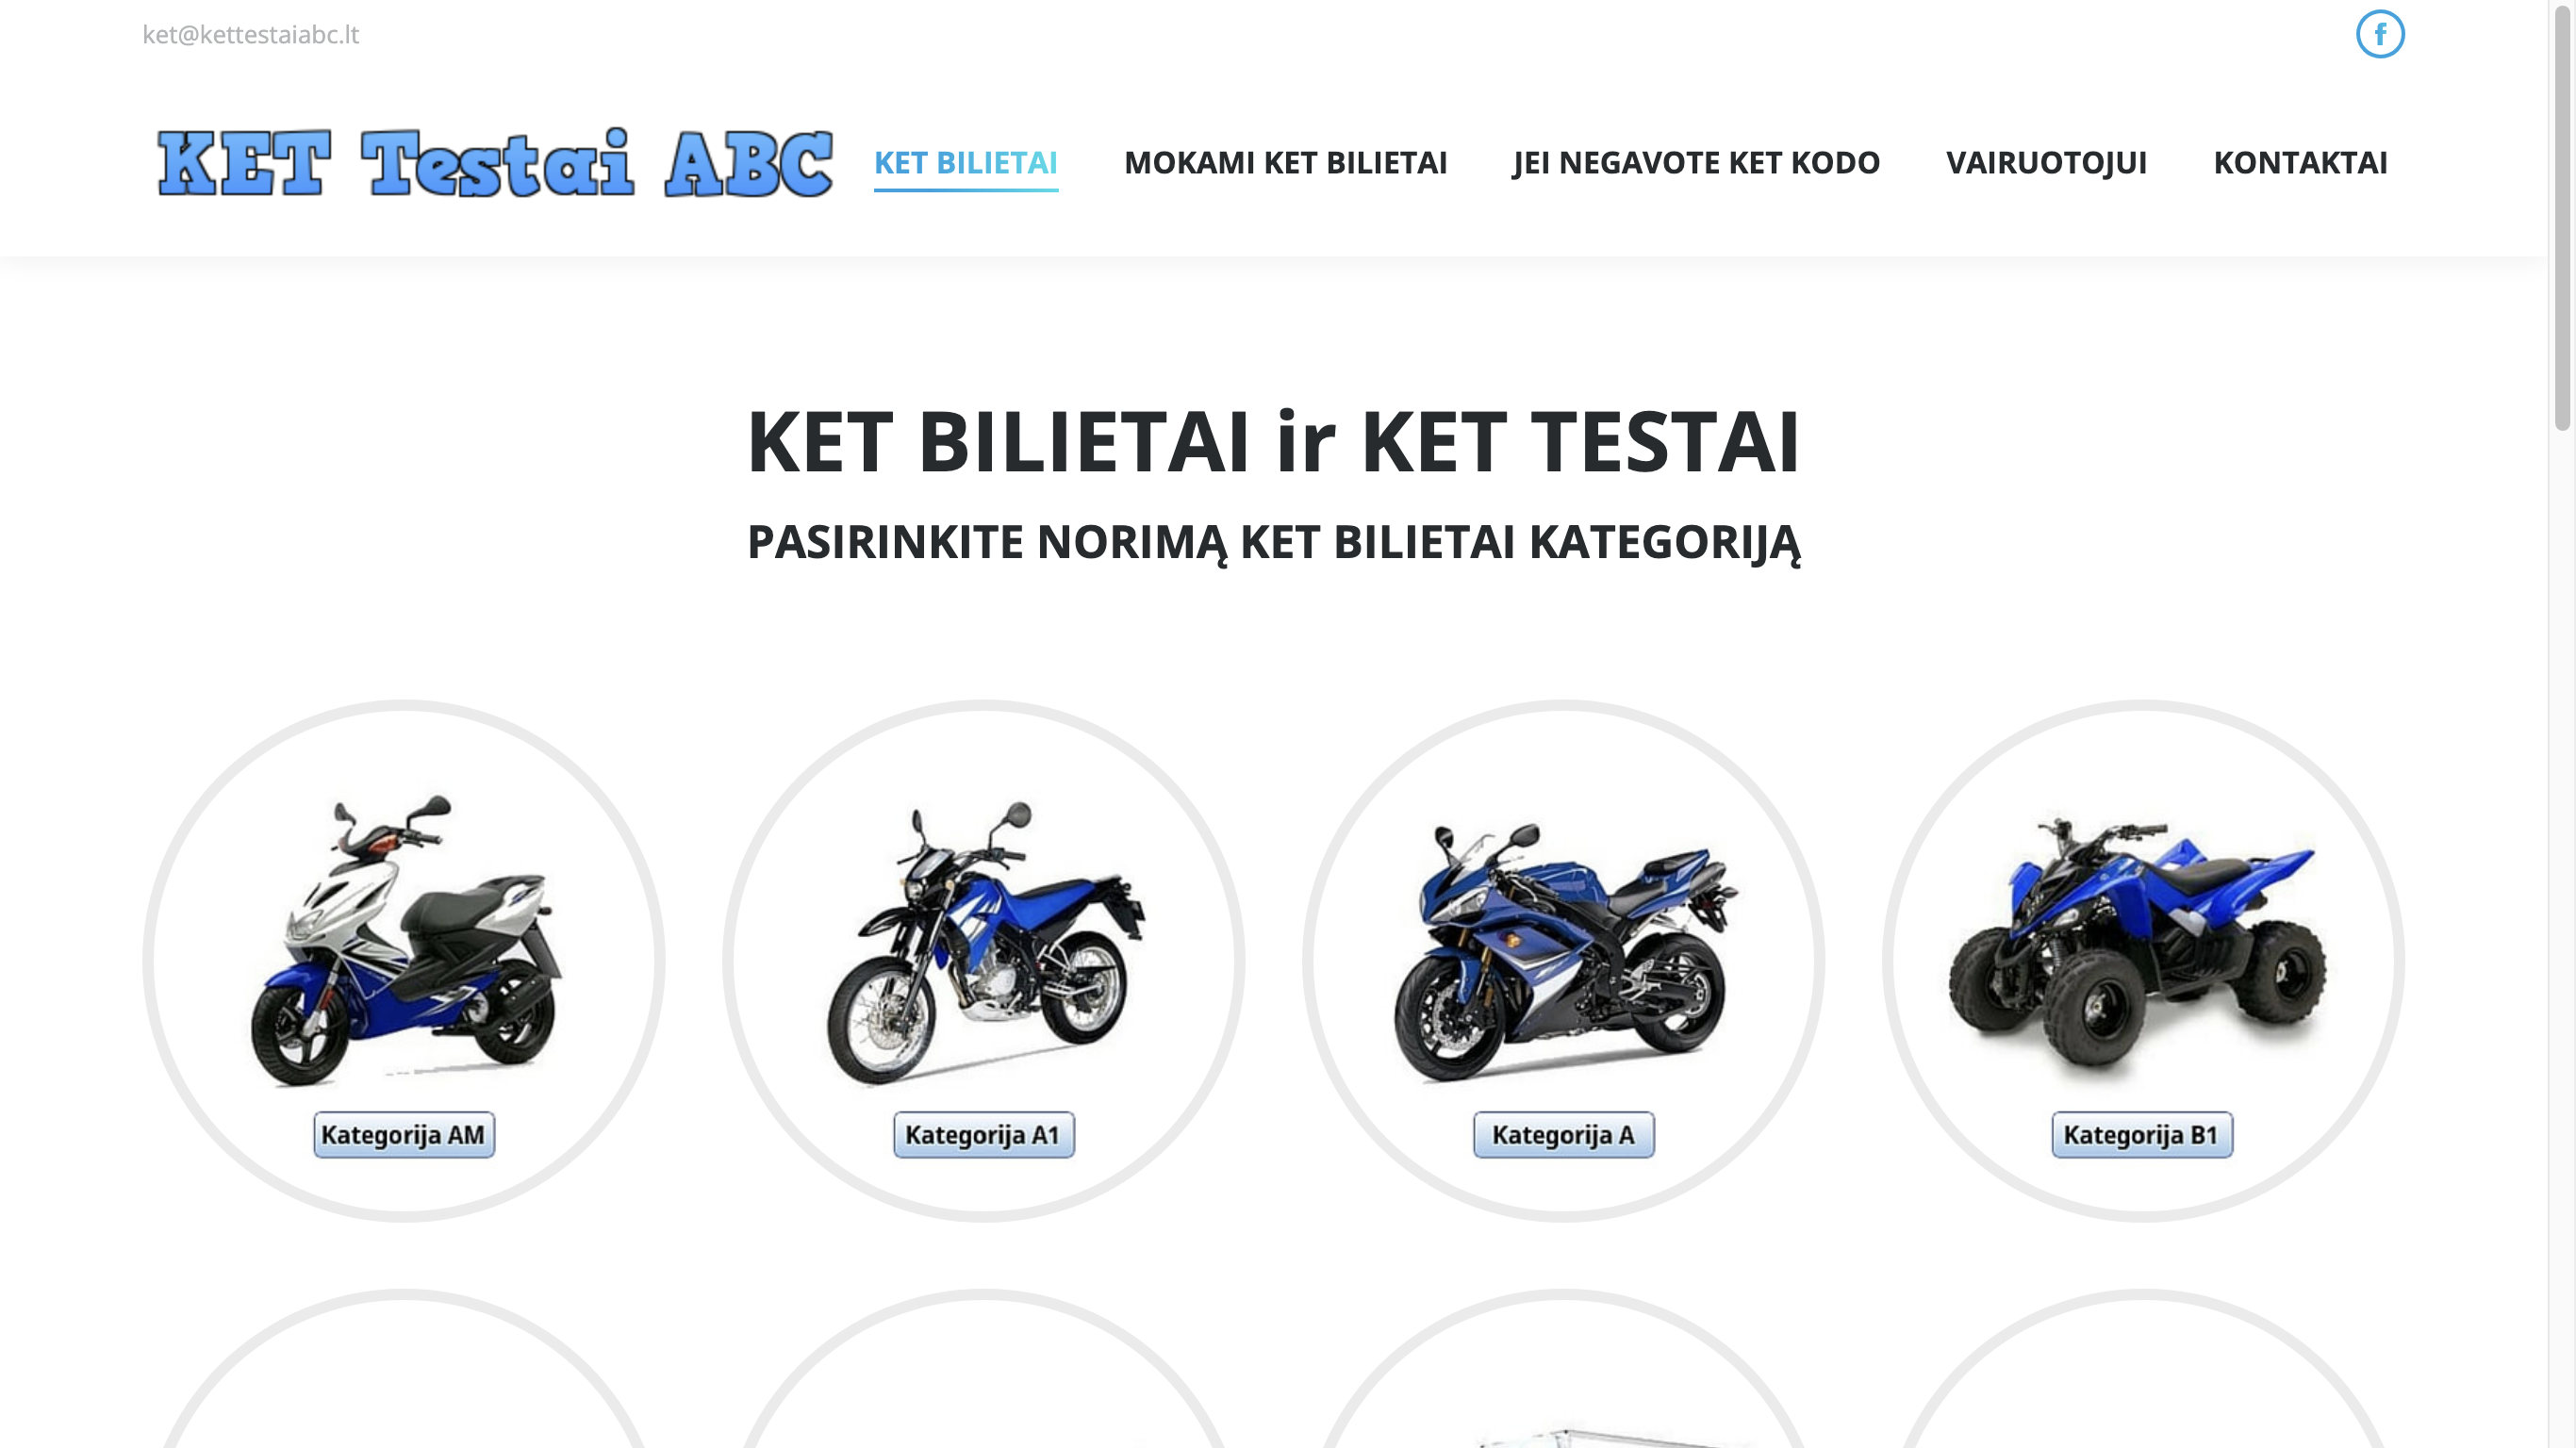 ket@kettestaiabc.lt
KET Testai ABC
KET BILIETAI
MOKAMI KET BILIETAI
JEI NEGAVOTE KET KODO
VAIRUOTOJUI
KONTAKTAI
KET BILIETAI ir KET TESTAI
PASIRINKITE NORIMĄ KET BILIETAI KATEGORIJĄ
Kategorija AM
Kategorija A1
Kategorija A
Kategorija B1